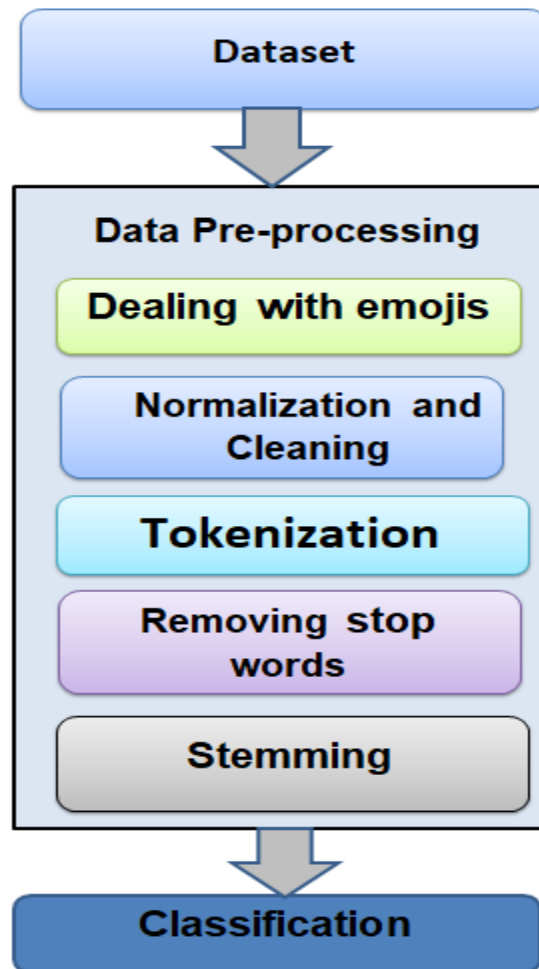 Dataset
Data Pre-processing
Dealing with emojis
Normalization and
Cleaning
Tokenization
Removing stop
words
Stemming
Classification